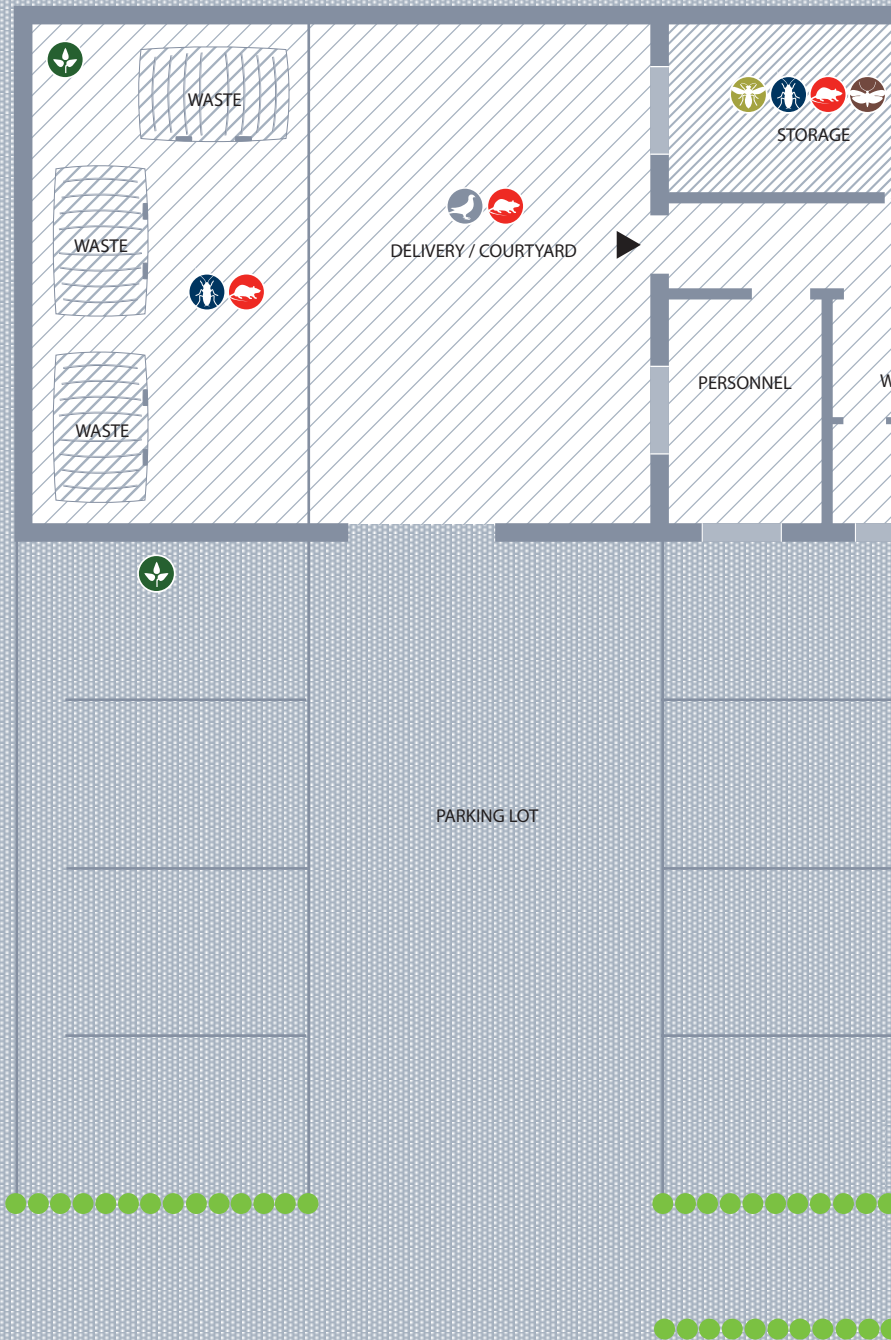 WASTE
STORAGE
WASTE
DELIVERY / COURTYARD
PERSONNEL
W
WASTE
PARKING LOT